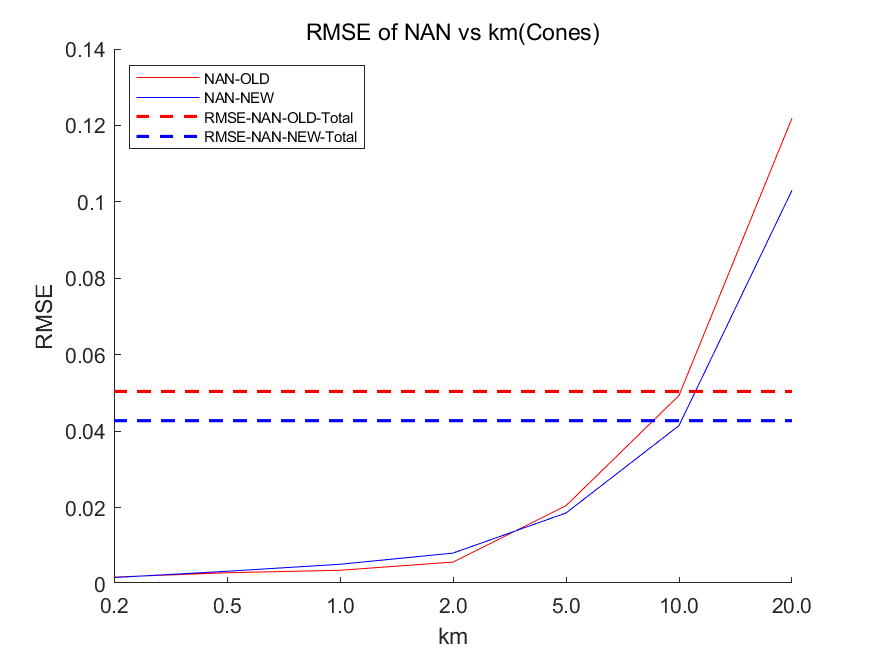 RMSE of NAN vs km(Cones)
0.14
0.12
0.1
0.08
0.06
0.04
0.02
0
RMSE
NAN-OLD
NAN-NEW
RMSE-NAN-OLD-Total
RMSE-NAN-NEW-Total
0.2 0.5 1.0 2.0 5.0 10.0 20.0
km